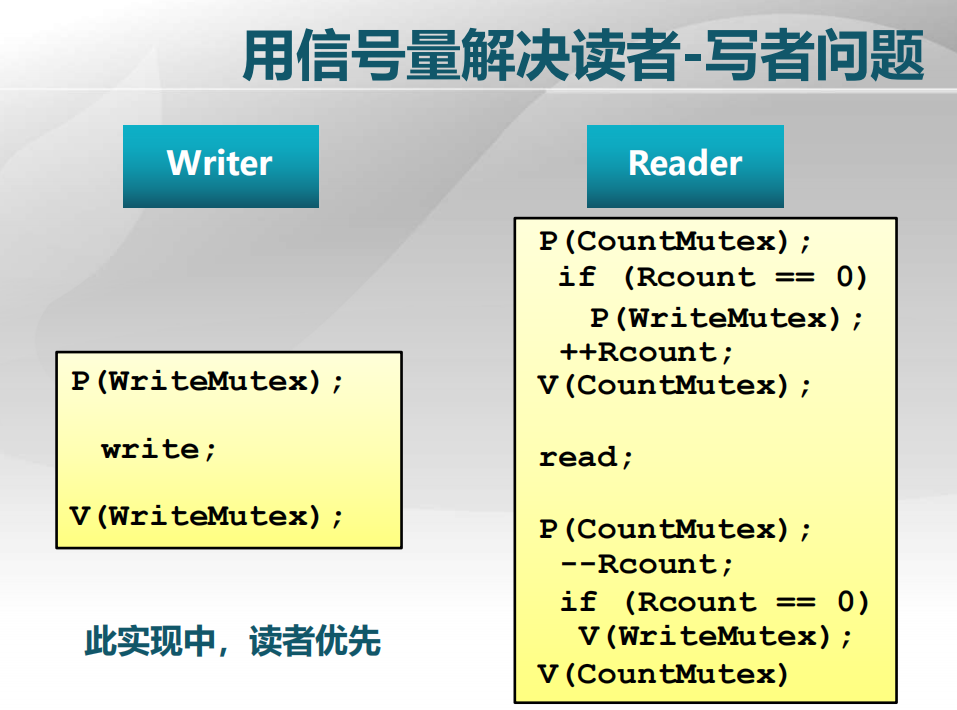 用信号量解决读者-写者问题
Writer
P(WriteMutex);
write;
V(WriteMutex);
此实现中，读者优先
Reader
P(CountMutex);
if (Rcount == 0)
P(WriteMutex);
++Rcount;
V(CountMutex);
read;
P(CountMutex);
--Rcount;
if (Rcount == 0)
V(WriteMutex);
V(CountMutex)